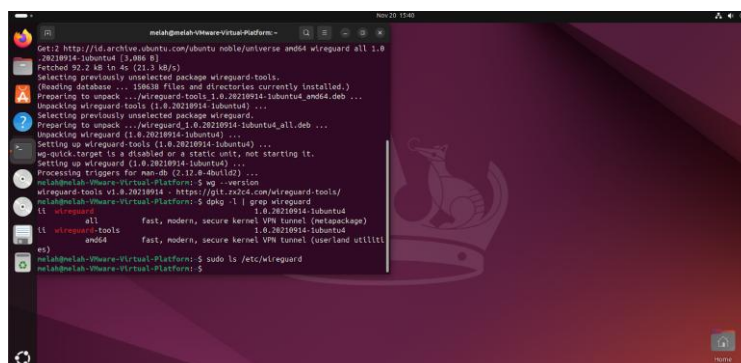 Nov 20 15:40
melah@melah-VMware-Virtual-Platform: ~
Get:2 http://id.archive.ubuntu.com/ubuntu noble/universe amd64 wireguard all 1.0
.20210914-1ubuntu4 [3,086 B]
Fetched 92.2 kB in 4s (21.3 kB/s)
Selecting previously unselected package wireguard-tools.
(Reading database ... 150638 files and directories currently installed.)
Preparing to unpack .../wireguard-tools_1.0.20210914-1ubuntu4_amd64.deb ...
Unpacking wireguard-tools (1.0.20210914-1ubuntu4) ...
Selecting previously unselected package wireguard.
Preparing to unpack .../wireguard_1.0.20210914-1ubuntu4_all.deb ...
Unpacking wireguard (1.0.20210914-1ubuntu4) ...
Setting up wireguard-tools (1.0.20210914-1ubuntu4) ...
wg-quick.target is a disabled or a static unit, not starting it.
Setting up wireguard (1.0.20210914-1ubuntu4) ...
Processing triggers for man-db (2.12.0-4build2) ...
melah@melah-VMware-Virtual-Platform:~$ wg --version
wireguard-tools v1.0.20210914 - https://git.zx2c4.com/wireguard-tools/
melah@melah-VMware-Virtual-Platform:~$ dpkg -l | grep wireguard
ii wireguard 1.0.20210914-1ubuntu4
all fast, modern, secure kernel VPN tunnel (metapackage)
ii wireguard-tools 1.0.20210914-1ubuntu4
amd64 fast, modern, secure kernel VPN tunnel (userland utiliti
es)
melah@melah-VMware-Virtual-Platform:~$ sudo ls /etc/wireguard
melah@melah-VMware-Virtual-Platform:~$
Home